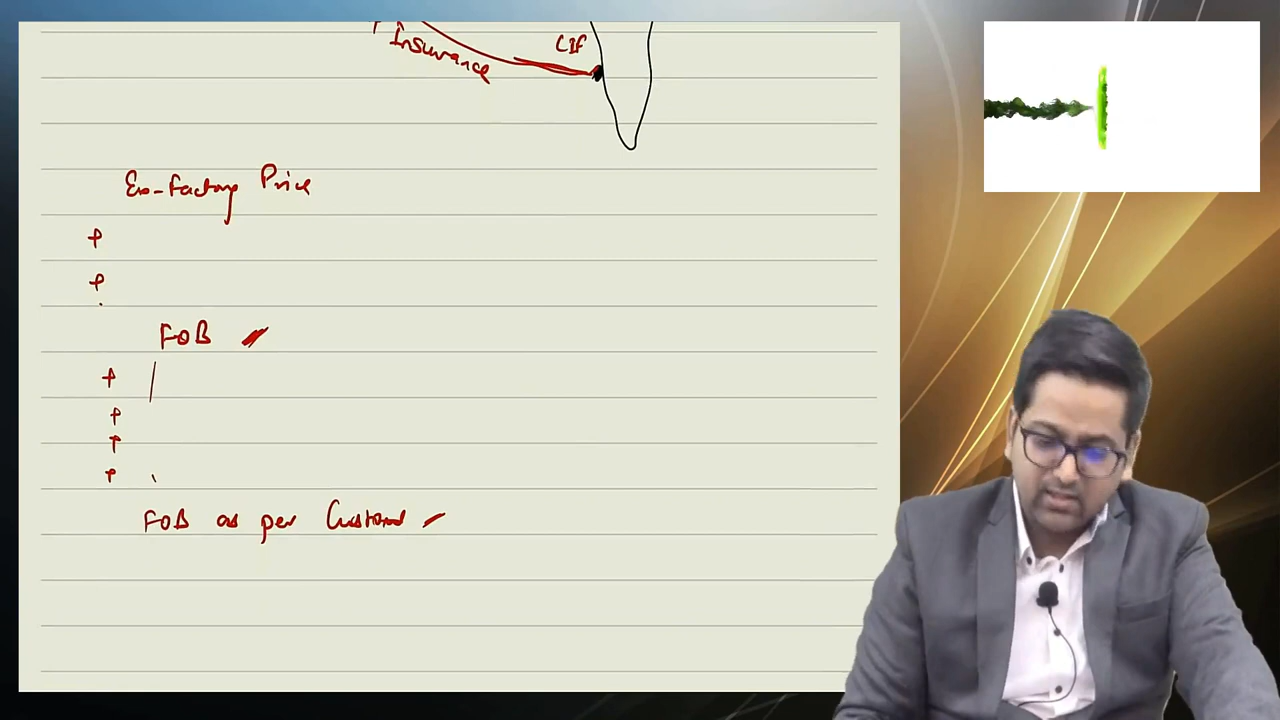 CIF
Insurance
Ex-Factory Price
+
+
FOB
+
+
+
+
FOB as per Customs